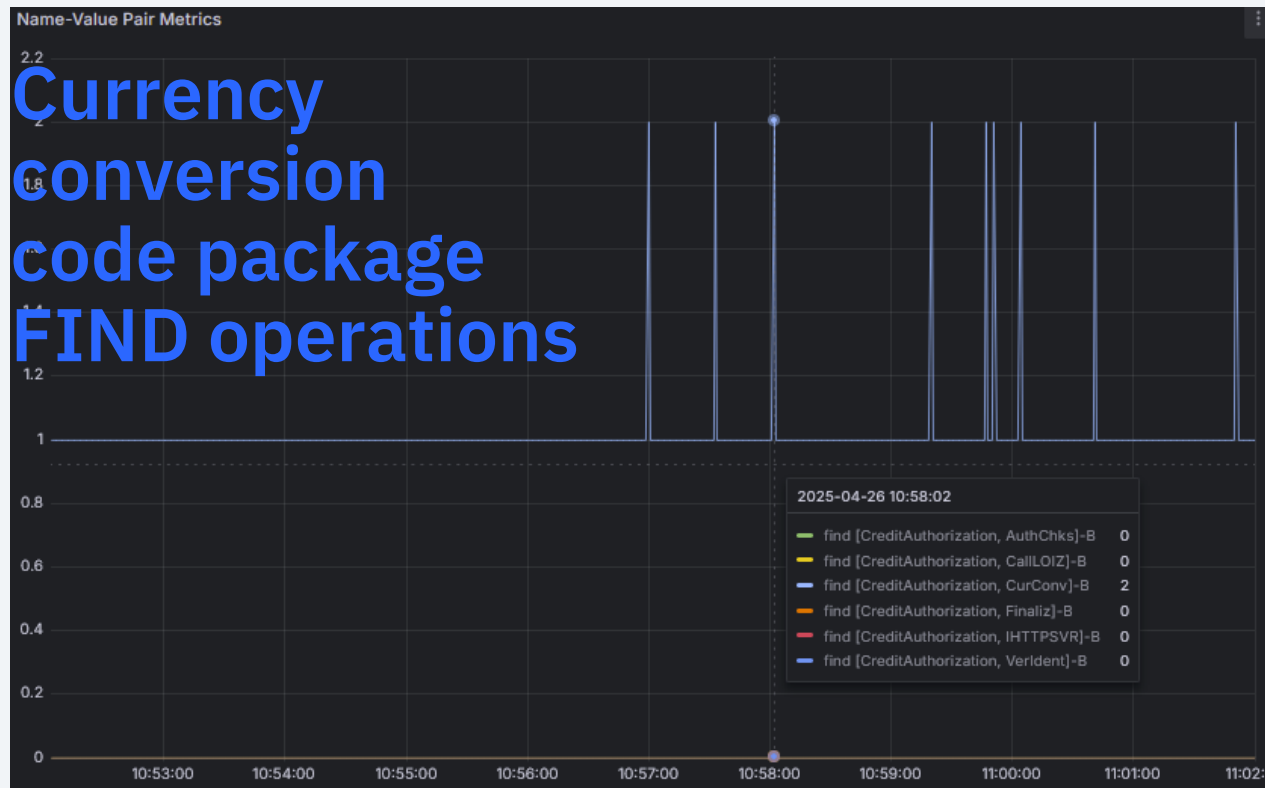 Name-Value Pair Metrics
2.2
Currency
2
conversion
1.8
code package
FIND operations
1.4
1.2
1
0.8
0.6
0.4
0.2
0
2025-04-26 10:58:02
find [CreditAuthorization, AuthChks]-B 0
find [CreditAuthorization, CallLOIZ]-B 0
find [CreditAuthorization, CurConv]-B 2
find [CreditAuthorization, Finaliz]-B 0
find [CreditAuthorization, IHTTPSVR]-B 0
find [CreditAuthorization, VerIdent]-B 0
10:53:00 10:54:00 10:55:00 10:56:00 10:57:00 10:58:00 10:59:00 11:00:00 11:01:00 11:02: